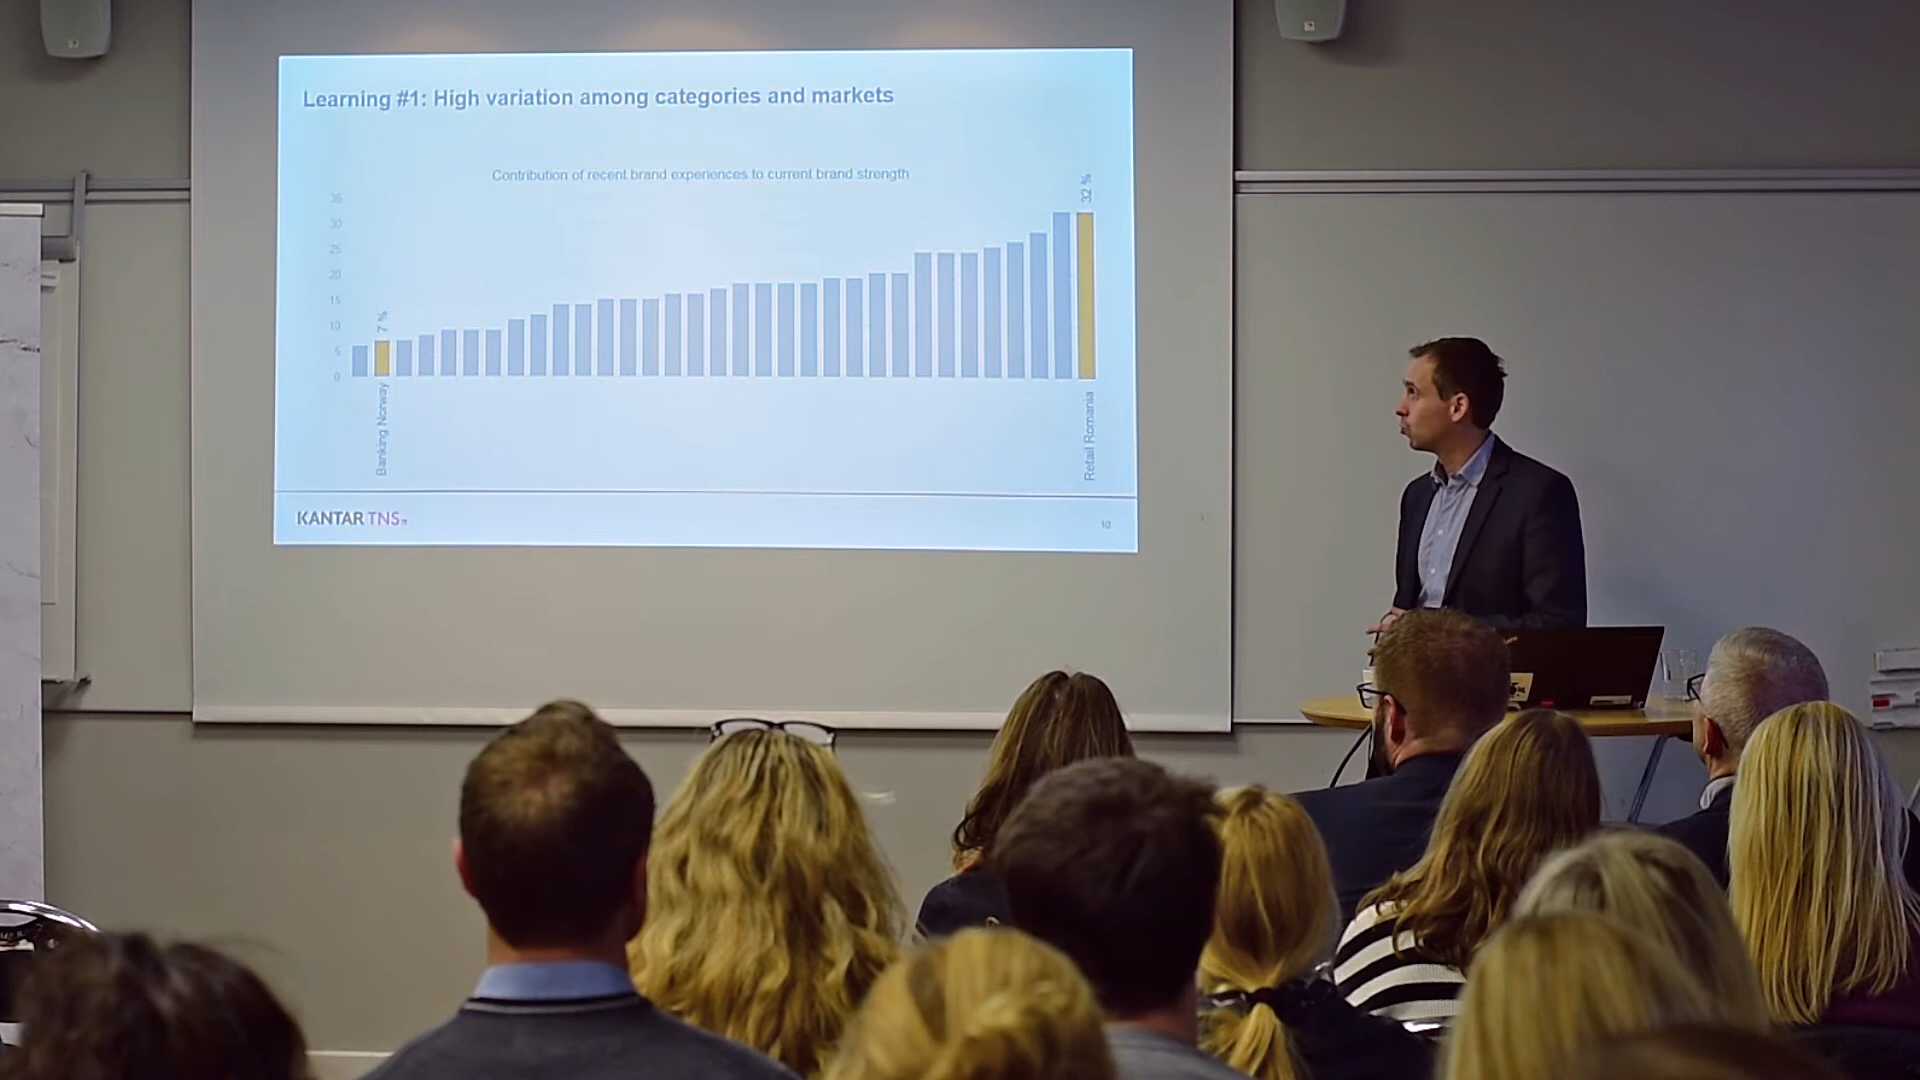 Learning #1: High variation among categories and markets
Contribution of recent brand experiences to current brand strength
35
30
25
20
15
10
5
0
7 %
32 %
Banking Norway
Retail Romania
KANTAR TNS
10